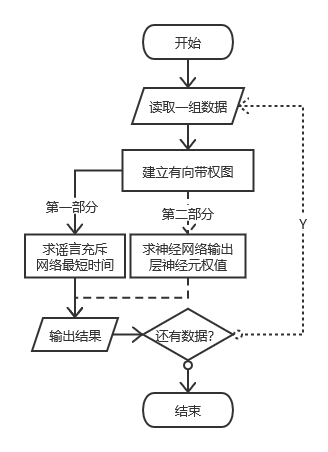 开始
读取一组数据
建立有向带权图
第一部分
第二部分
Y
求谣言充斥
网络最短时间
求神经网络输出
层神经元权值
输出结果
还有数据?
结束